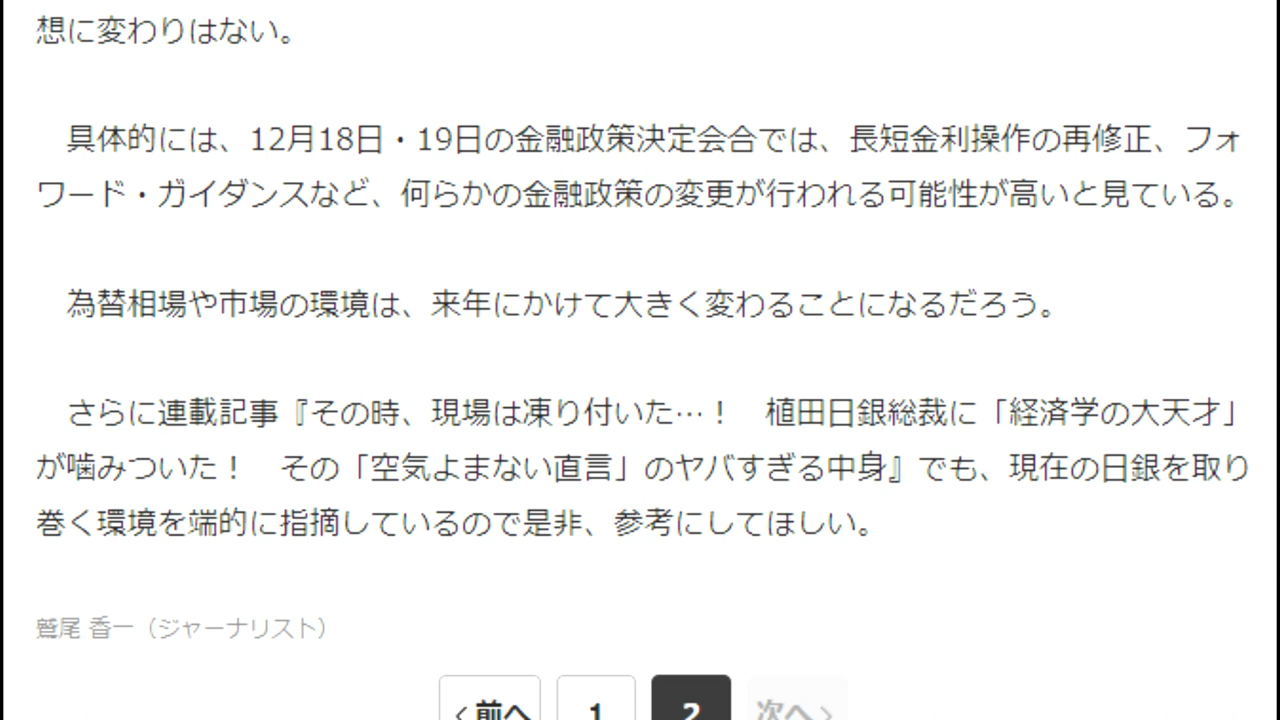 想に変わりはない。
具体的には、12月18日・19日の金融政策決定会合では、長短金利操作の再修正、フォ
ワード・ガイダンスなど、何らかの金融政策の変更が行われる可能性が高いと見ている。
為替相場や市場の環境は、来年にかけて大きく変わることになるだろう。
さらに連載記事『その時、現場は凍り付いた…！　植田日銀総裁に「経済学の大天才」
が噛みついた！　その「空気よまない直言」のヤバすぎる中身』でも、現在の日銀を取り
巻く環境を端的に指摘しているので是非、参考にしてほしい。
鷲尾 香一（ジャーナリスト）
＜ 前へ 1 2 次へ ＞